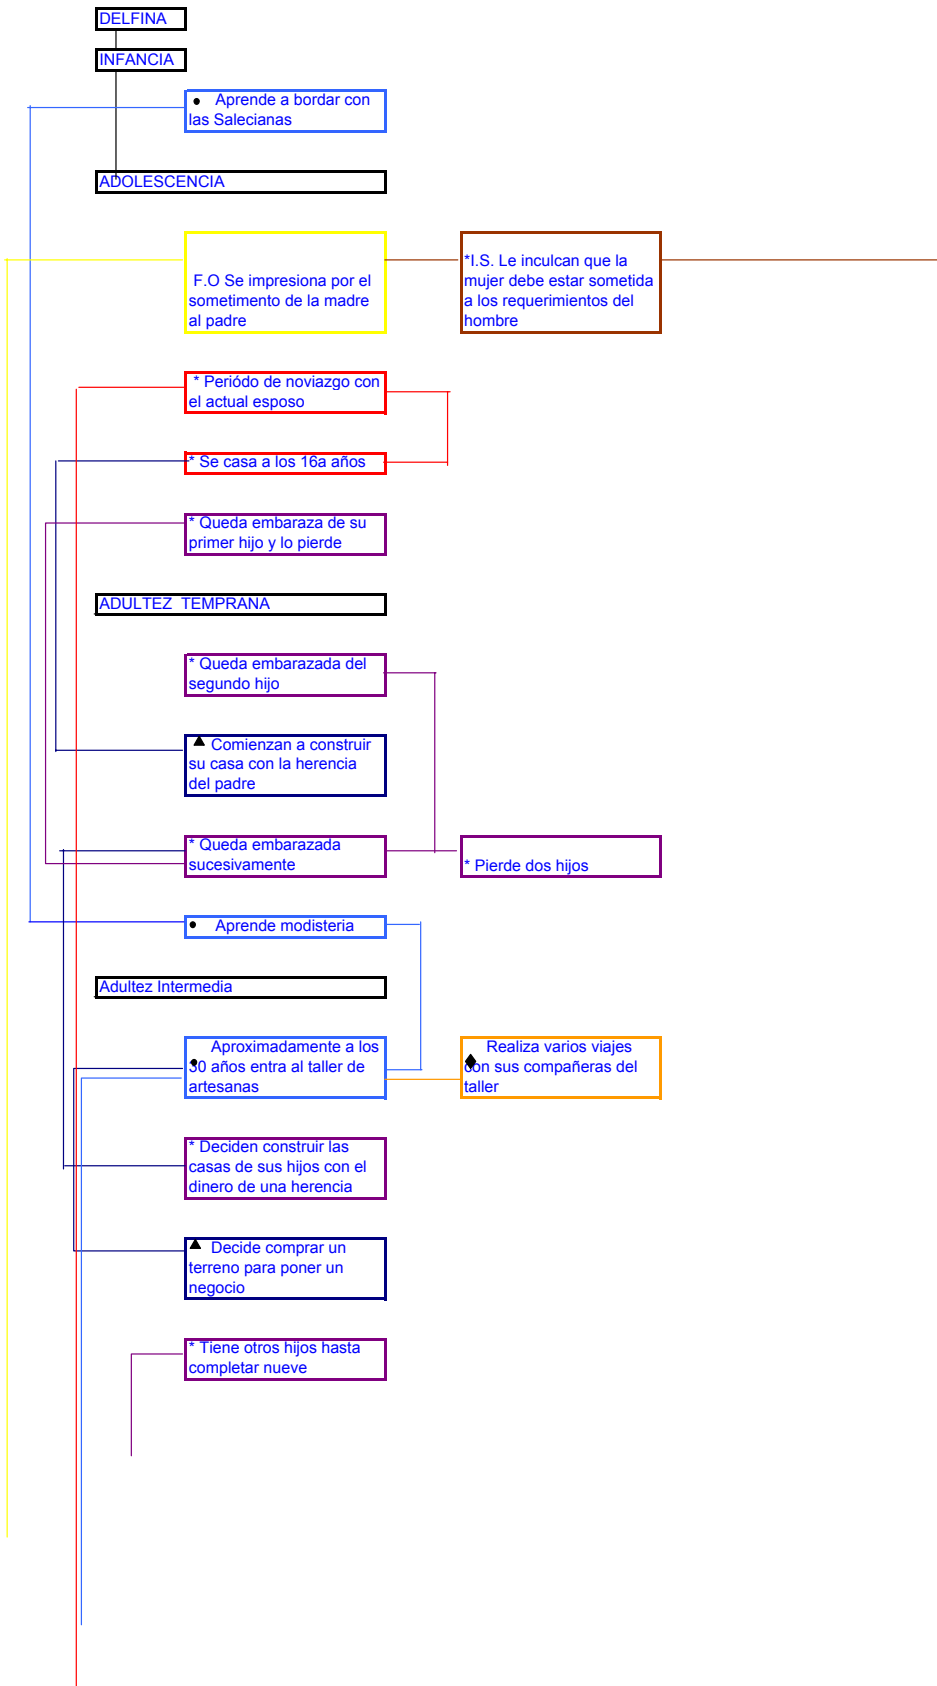 DELFINA
INFANCIA
● Aprende a bordar con
las Salecianas
ADOLESCENCIA
F.O Se impresiona por el
sometimento de la madre
al padre
*I.S. Le inculcan que la
mujer debe estar sometida
a los requerimientos del
hombre
* Periódo de noviazgo con
el actual esposo
* Se casa a los 16a años
* Queda embaraza de su
primer hijo y lo pierde
ADULTEZ TEMPRANA
* Queda embarazada del
segundo hijo
▲ Comienzan a construir
su casa con la herencia
del padre
* Queda embarazada
sucesivamente
* Pierde dos hijos
● Aprende modisteria
Adultez Intermedia
● Aproximadamente a los
30 años entra al taller de
artesanas
♦ Realiza varios viajes
con sus compañeras del
taller
* Deciden construir las
casas de sus hijos con el
dinero de una herencia
▲ Decide comprar un
terreno para poner un
negocio
* Tiene otros hijos hasta
completar nueve